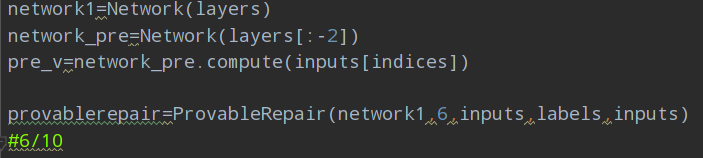 network1=Network(layers)
network_pre=Network(layers[:-2])
pre_v=network_pre.compute(inputs[indices])
provablerepair=ProvableRepair(network1,6,inputs,labels,inputs)
#6/10